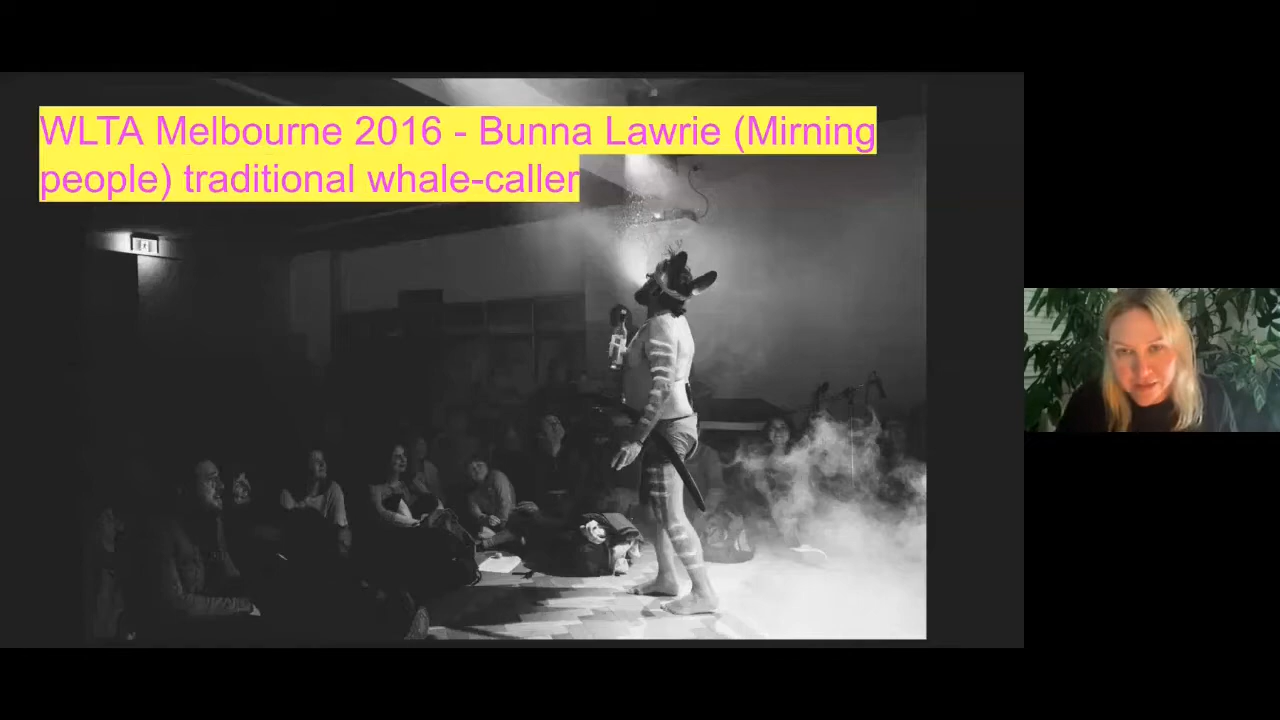 WLTA Melbourne 2016 - Bunna Lawrie (Mirning
people) traditional whale-caller